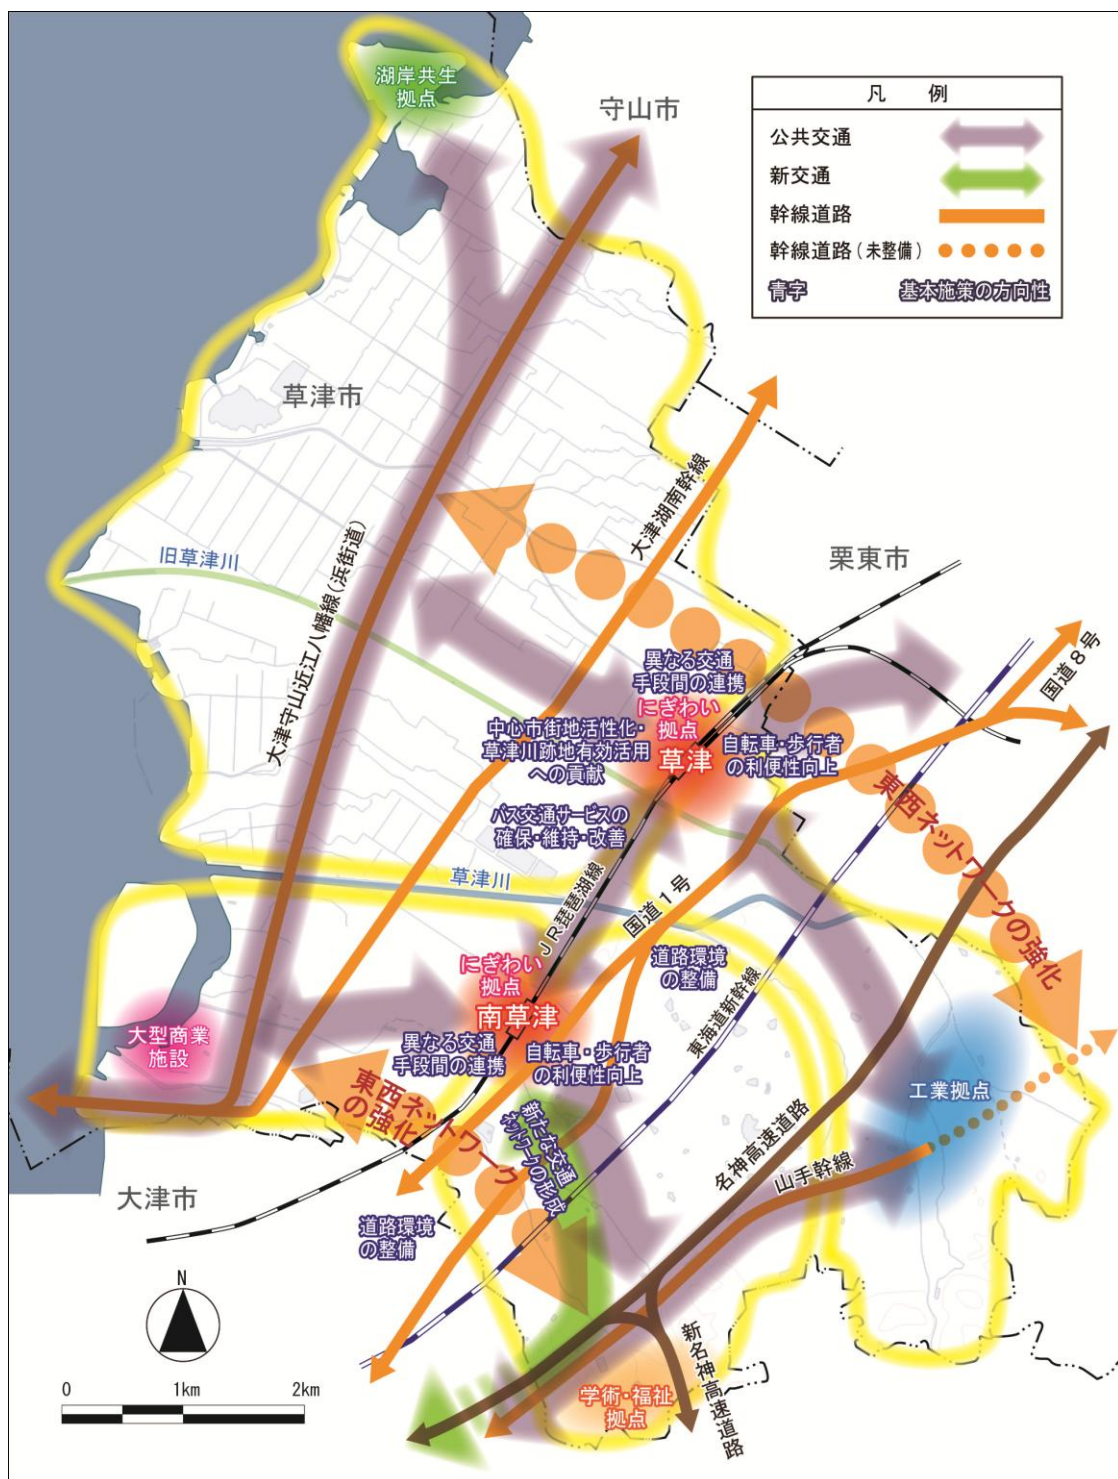 湖岸共生
拠点
守山市
凡 例
公共交通
新交通
幹線道路
幹線道路(未整備)
青字 基本施策の方向性
草津市
大津湖南幹線
栗東市
旧草津川
大津守山近江八幡線(浜街道)
国道8号
異なる交通
手段間の連携
にぎわい
拠点
草津
中心市街地活性化・
草津川跡地有効活用
への貢献
自転車・歩行者
の利便性向上
バス交通サービスの
確保・維持・改善
東西ネットワークの強化
草津川
JR琵琶湖線
国道1号
道路環境
の整備
東海道新幹線
にぎわい
拠点
南草津
大型商業
施設
異なる交通
手段間の連携
自転車・歩行者
の利便性向上
工業拠点
東西ネットワーク
の強化
新たな交通
ネットワークの形成
名神高速道路
山手幹線
大津市
道路環境
の整備
N
0 1km 2km
新名神高速道路
学術・福祉
拠点